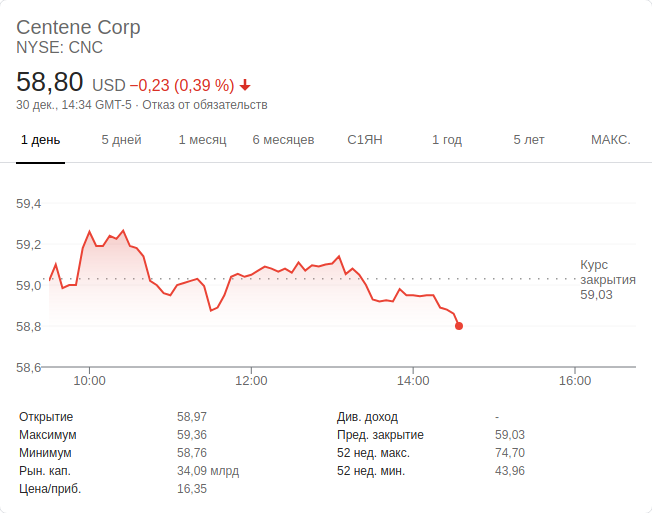 Centene Corp
NYSE: CNC
58,80 USD −0,23 (0,39 %)
30 дек., 14:34 GMT-5 · Отказ от обязательств
1 день 5 дней 1 месяц 6 месяцев С1ЯН 1 год 5 лет МАКС.
59,4
59,2
59,0
58,8
58,6
Курс
закрытия
59,03
10:00 12:00 14:00 16:00
Открытие 58,97 Див. доход -
Максимум 59,36 Пред. закрытие 59,03
Минимум 58,76 52 нед. макс. 74,70
Рын. кап. 34,09 млрд 52 нед. мин. 43,96
Цена/приб. 16,35